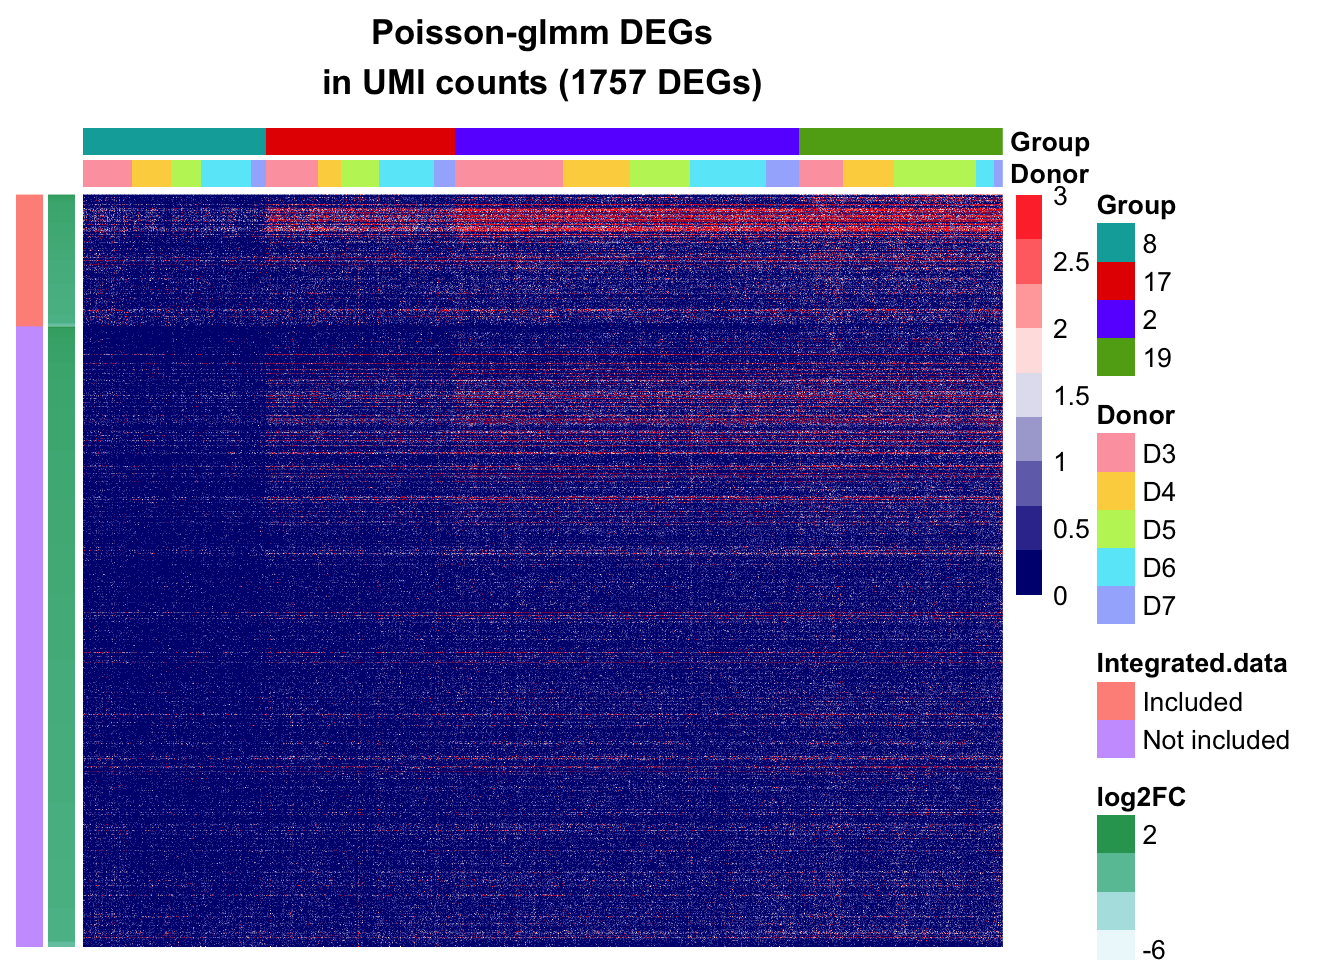 Poisson-glmm DEGs
in UMI counts (1757 DEGs)
Group
Donor
3
2.5
2
1.5
1
0.5
0
Group
8
17
2
19
Donor
D3
D4
D5
D6
D7
Integrated.data
Included
Not included
log2FC
2
-6